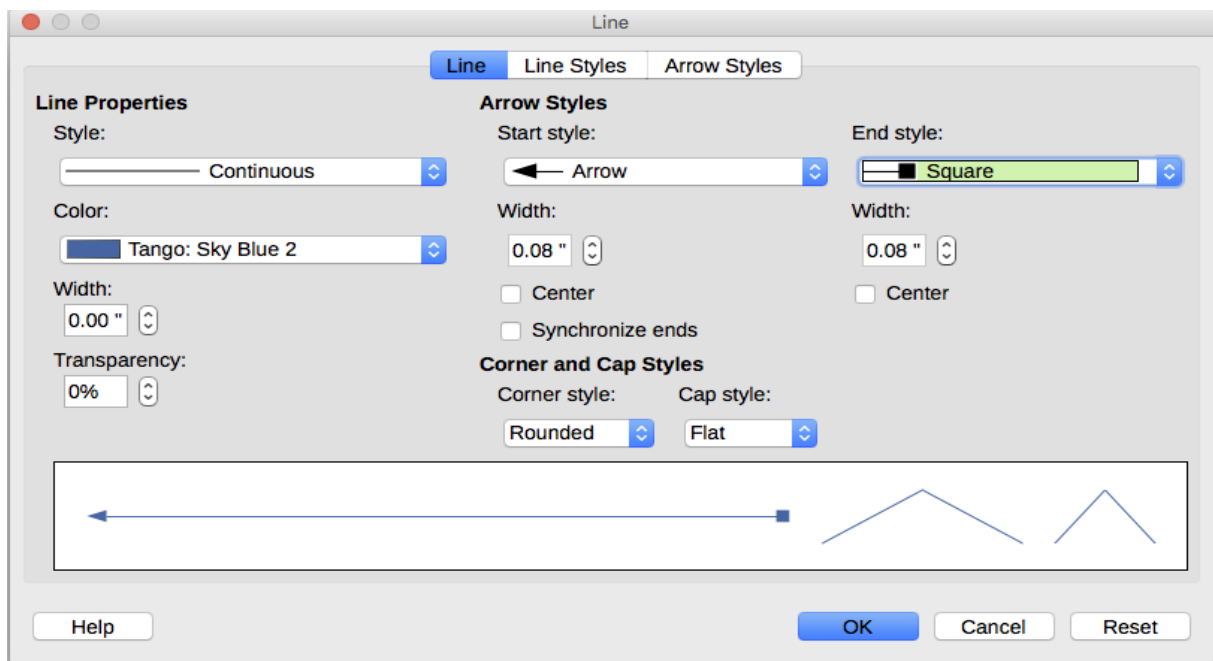 Line
Line Line Styles Arrow Styles
Line Properties
Style:
Continuous
Color:
Tango: Sky Blue 2
Width:
0.00 "
Transparency:
0%
Arrow Styles
Start style:
Arrow
Width:
0.08 "
Center
Synchronize ends
End style:
Square
Width:
0.08 "
Center
Corner and Cap Styles
Corner style: Cap style:
Rounded Flat
Help OK Cancel Reset